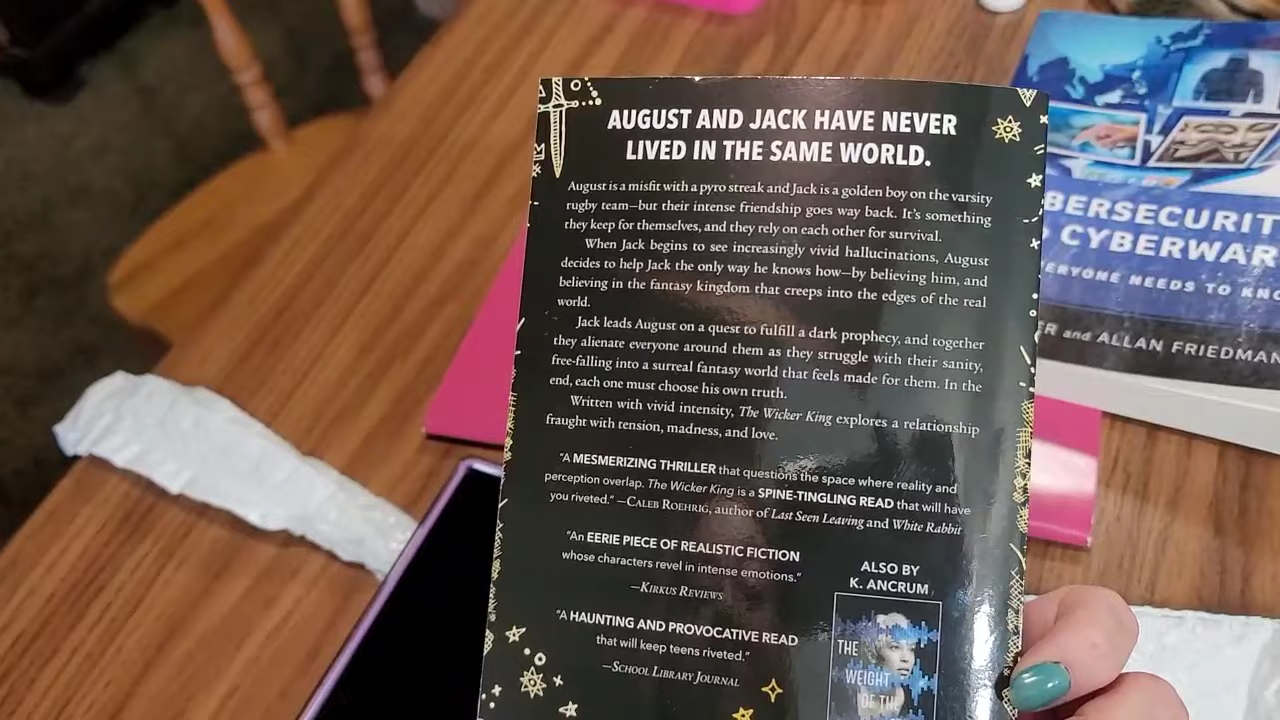 AUGUST AND JACK HAVE NEVER
LIVED IN THE SAME WORLD.
August is a misfit with a pyro streak and Jack is a golden boy on the varsity
rugby team—but their intense friendship goes way back. It's something
they keep for themselves, and they rely on each other for survival.
When Jack begins to see increasingly vivid hallucinations, August
decides to help Jack the only way he knows how—by believing him, and
believing in the fantasy kingdom that creeps into the edges of the real
world.
Jack leads August on a quest to fulfill a dark prophecy, and together
they alienate everyone around them as they struggle with their sanity,
free-falling into a surreal fantasy world that feels made for them. In the
end, each one must choose his own truth.
Written with vivid intensity, The Wicker King explores a relationship
fraught with tension, madness, and love.
"A MESMERIZING THRILLER that questions the space where reality and
perception overlap. The Wicker King is a SPINE-TINGLING READ that will have
you riveted." —CALEB ROEHRIG, author of Last Seen Leaving and White Rabbit
"An EERIE PIECE OF REALISTIC FICTION
whose characters revel in intense emotions."
—KIRKUS REVIEWS
"A HAUNTING AND PROVOCATIVE READ
that will keep teens riveted."
—SCHOOL LIBRARY JOURNAL
ALSO BY
K. ANCRUM
THE
WEIGHT
OF THE
BERSECURIT
CYBERWAR
ERYONE NEEDS TO KNO
ER and ALLAN FRIEDMAN